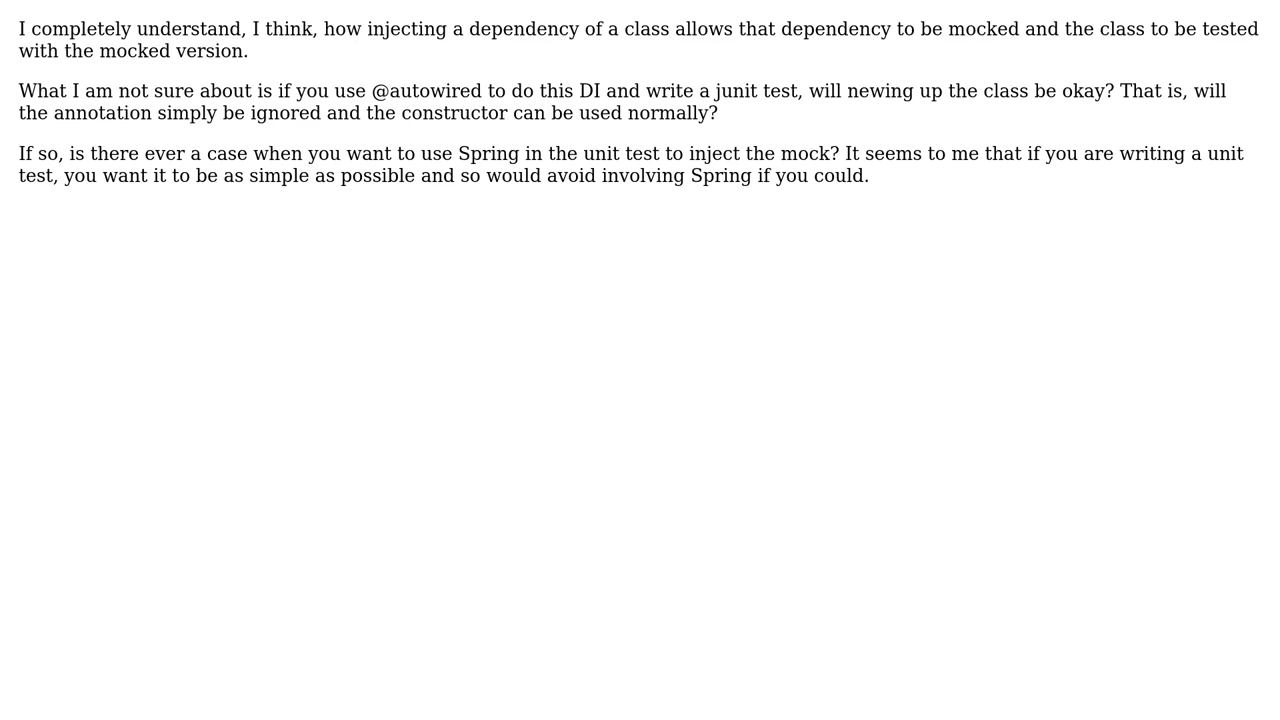 I completely understand, I think, how injecting a dependency of a class allows that dependency to be mocked and the class to be tested
with the mocked version.
What I am not sure about is if you use @autowired to do this DI and write a junit test, will newing up the class be okay? That is, will
the annotation simply be ignored and the constructor can be used normally?
If so, is there ever a case when you want to use Spring in the unit test to inject the mock? It seems to me that if you are writing a unit
test, you want it to be as simple as possible and so would avoid involving Spring if you could.